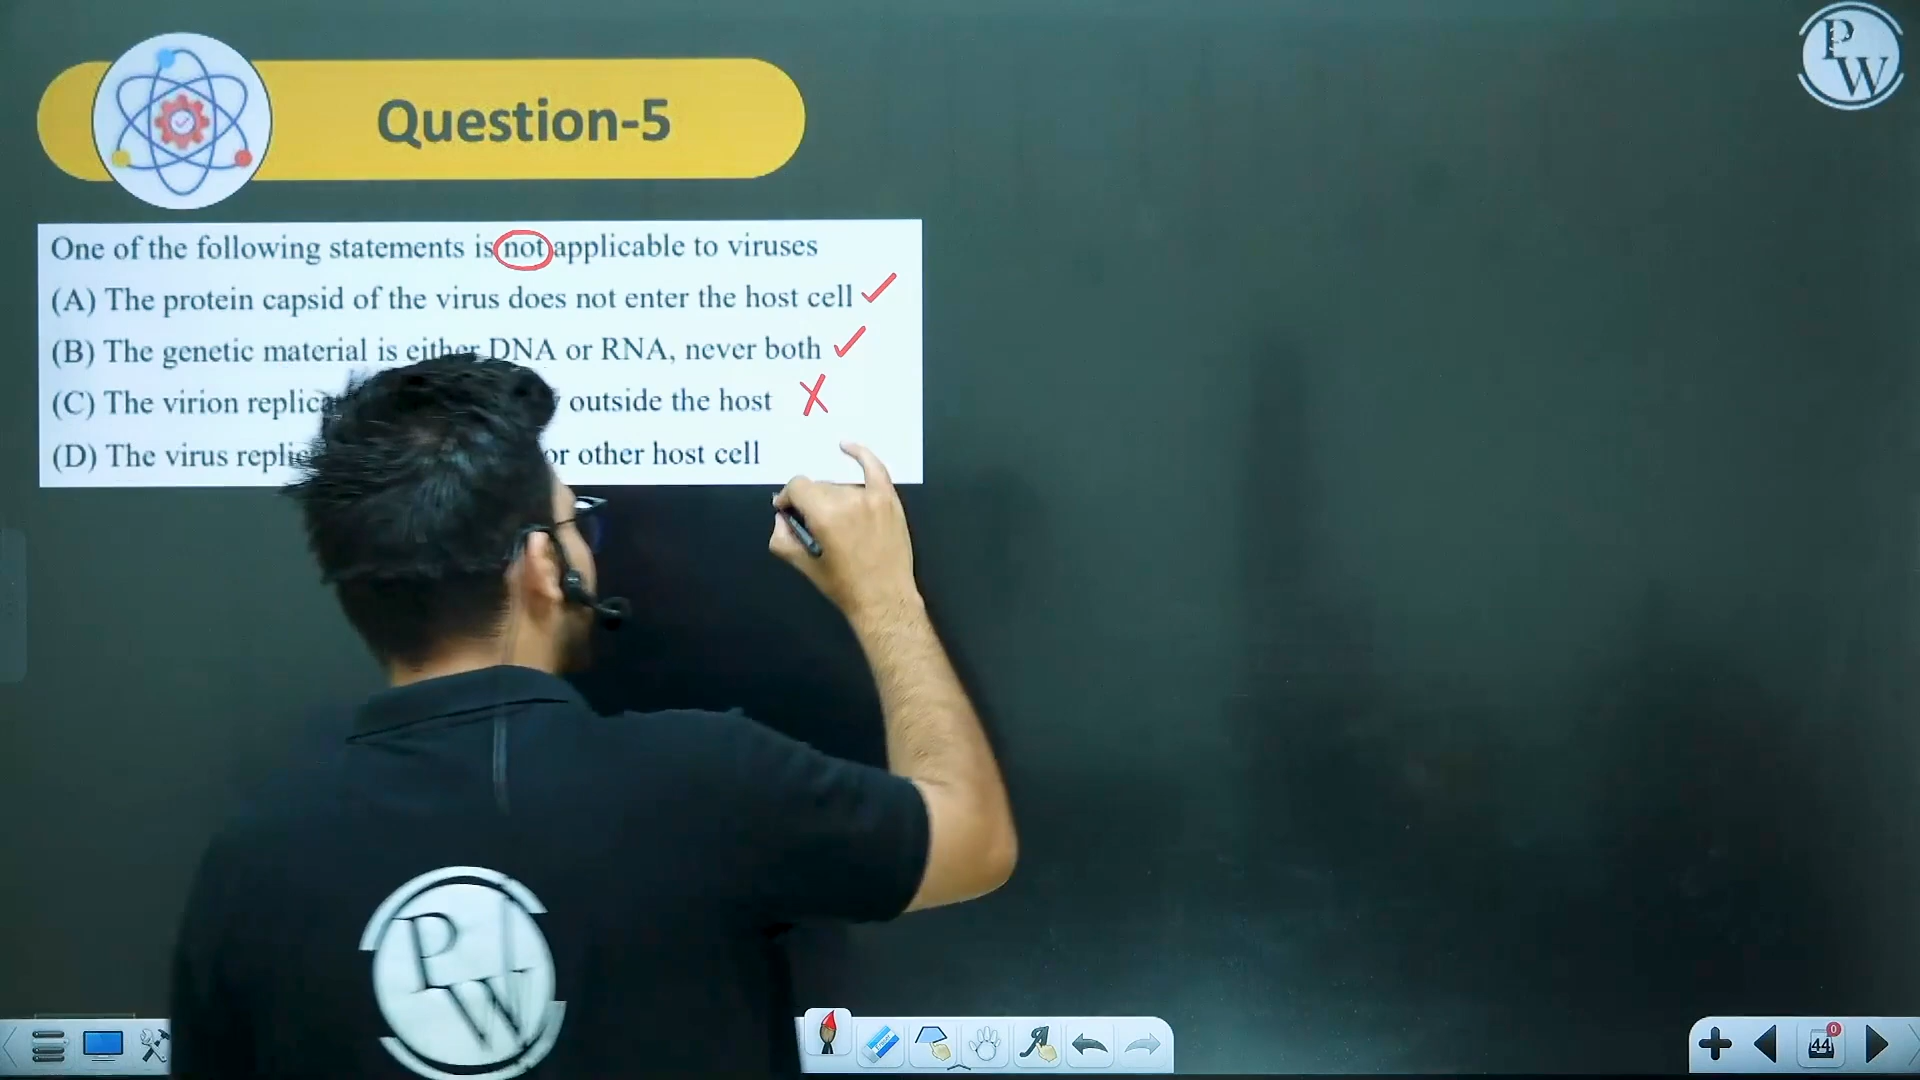 Question-5
P
W
One of the following statements is not applicable to viruses
(A) The protein capsid of the virus does not enter the host cell
(B) The genetic material is either DNA or RNA, never both
(C) The virion outside the host
(D) The virus or other host cell
P
W
44
0